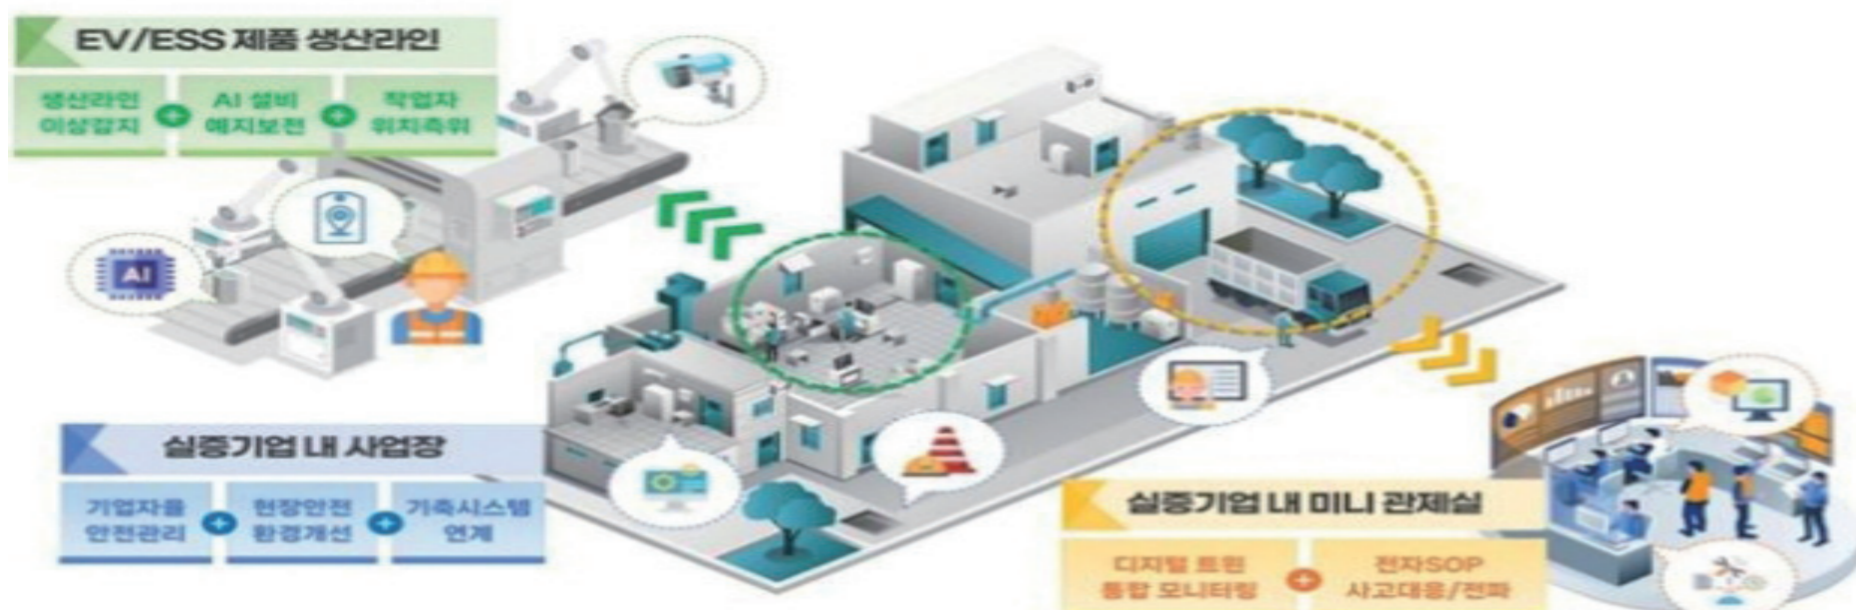 EV/ESS 제품 생산라인
생산라인
이상감지
+
AI 설비
예지보전
+
작업자
위치측위
AI
실증기업 내 사업장
기업자율
안전관리
+
현장안전
환경개선
+
기축시스템
연계
실증기업 내 미니 관제실
디지털 트윈
통합 모니터링
+
전자SOP
사고대응/전파